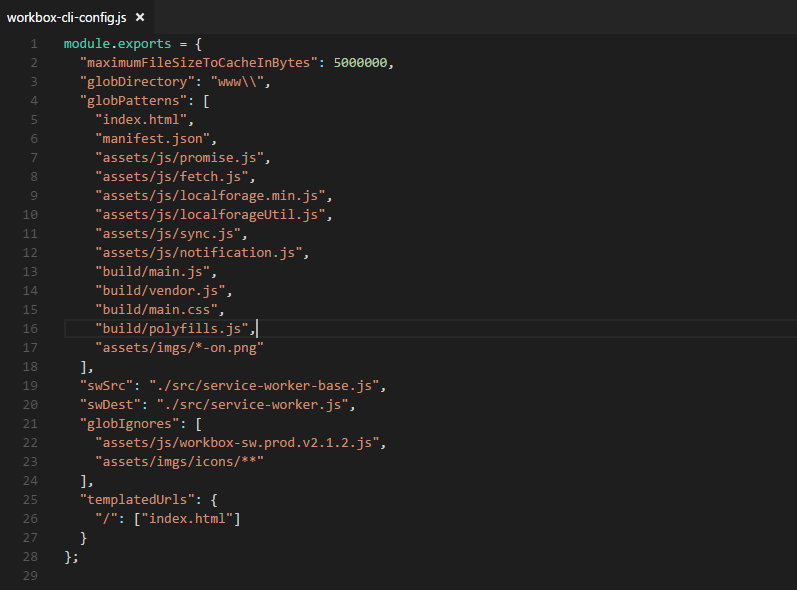 workbox-cli-config.js ×
1 module.exports = {
2   "maximumFileSizeToCacheInBytes": 5000000,
3   "globDirectory": "www\\",
4   "globPatterns": [
5     "index.html",
6     "manifest.json",
7     "assets/js/promise.js",
8     "assets/js/fetch.js",
9     "assets/js/localforage.min.js",
10     "assets/js/localforageUtil.js",
11     "assets/js/sync.js",
12     "assets/js/notification.js",
13     "build/main.js",
14     "build/vendor.js",
15     "build/main.css",
16     "build/polyfills.js",
17     "assets/imgs/*-on.png"
18   ],
19   "swSrc": "./src/service-worker-base.js",
20   "swDest": "./src/service-worker.js",
21   "globIgnores": [
22     "assets/js/workbox-sw.prod.v2.1.2.js",
23     "assets/imgs/icons/**"
24   ],
25   "templatedUrls": {
26     "/": ["index.html"]
27   }
28 };
29